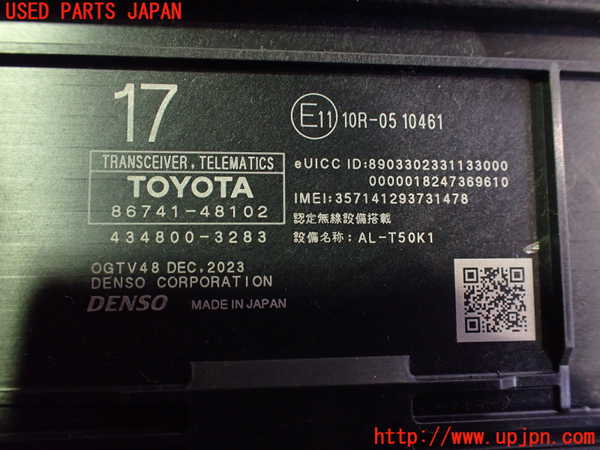 USED PARTS JAPAN
17
E11 10R-05 10461
TRANSCEIVER, TELEMATICS
TOYOTA
86741-48102
434800-3283
eUICC ID:8903302331133000
0000018247369610
IMEI:357141293731478
認定無線設備搭載
設備名称: AL-T50K1
OGTV48 DEC.2023
DENSO CORPORATION
DENSO MADE IN JAPAN
http://www.upjpn.com/